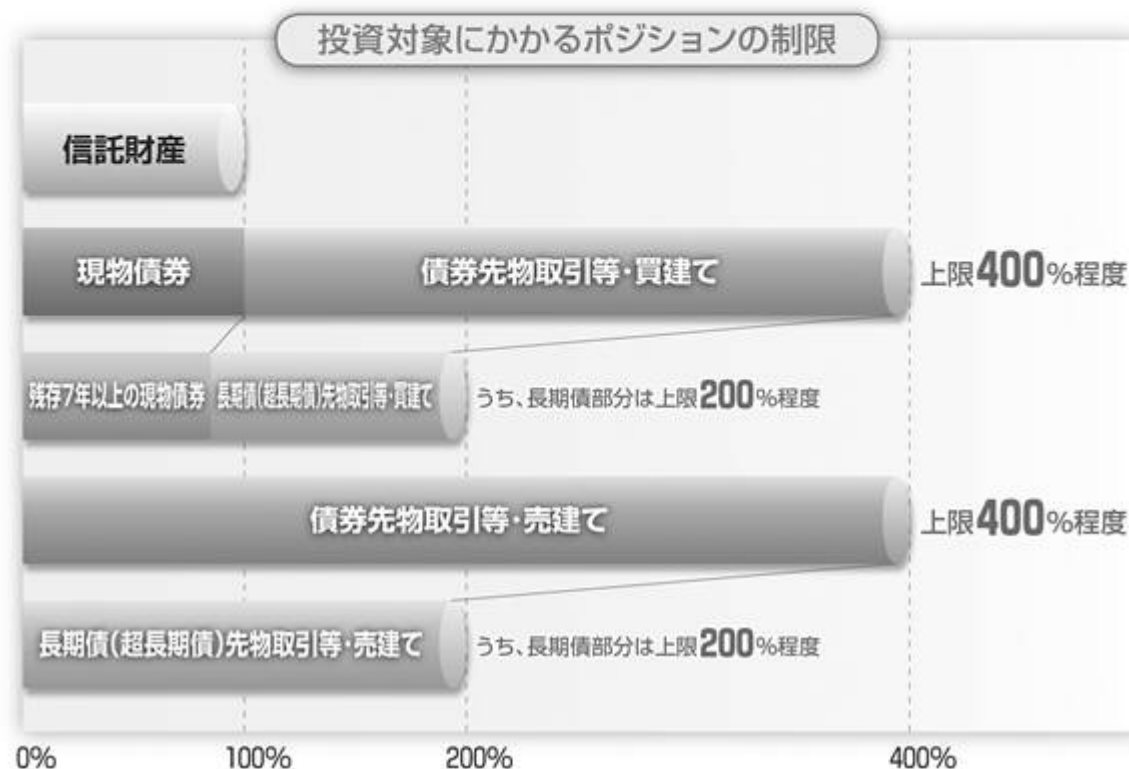 投資対象にかかるポジションの制限
信託財産
現物債券 債券先物取引等・買建て 上限400%程度
残存7年以上の現物債券 長期債(超長期債)先物取引等・買建て うち、長期債部分は上限200%程度
債券先物取引等・売建て 上限400%程度
長期債(超長期債)先物取引等・売建て うち、長期債部分は上限200%程度
0% 100% 200% 400%